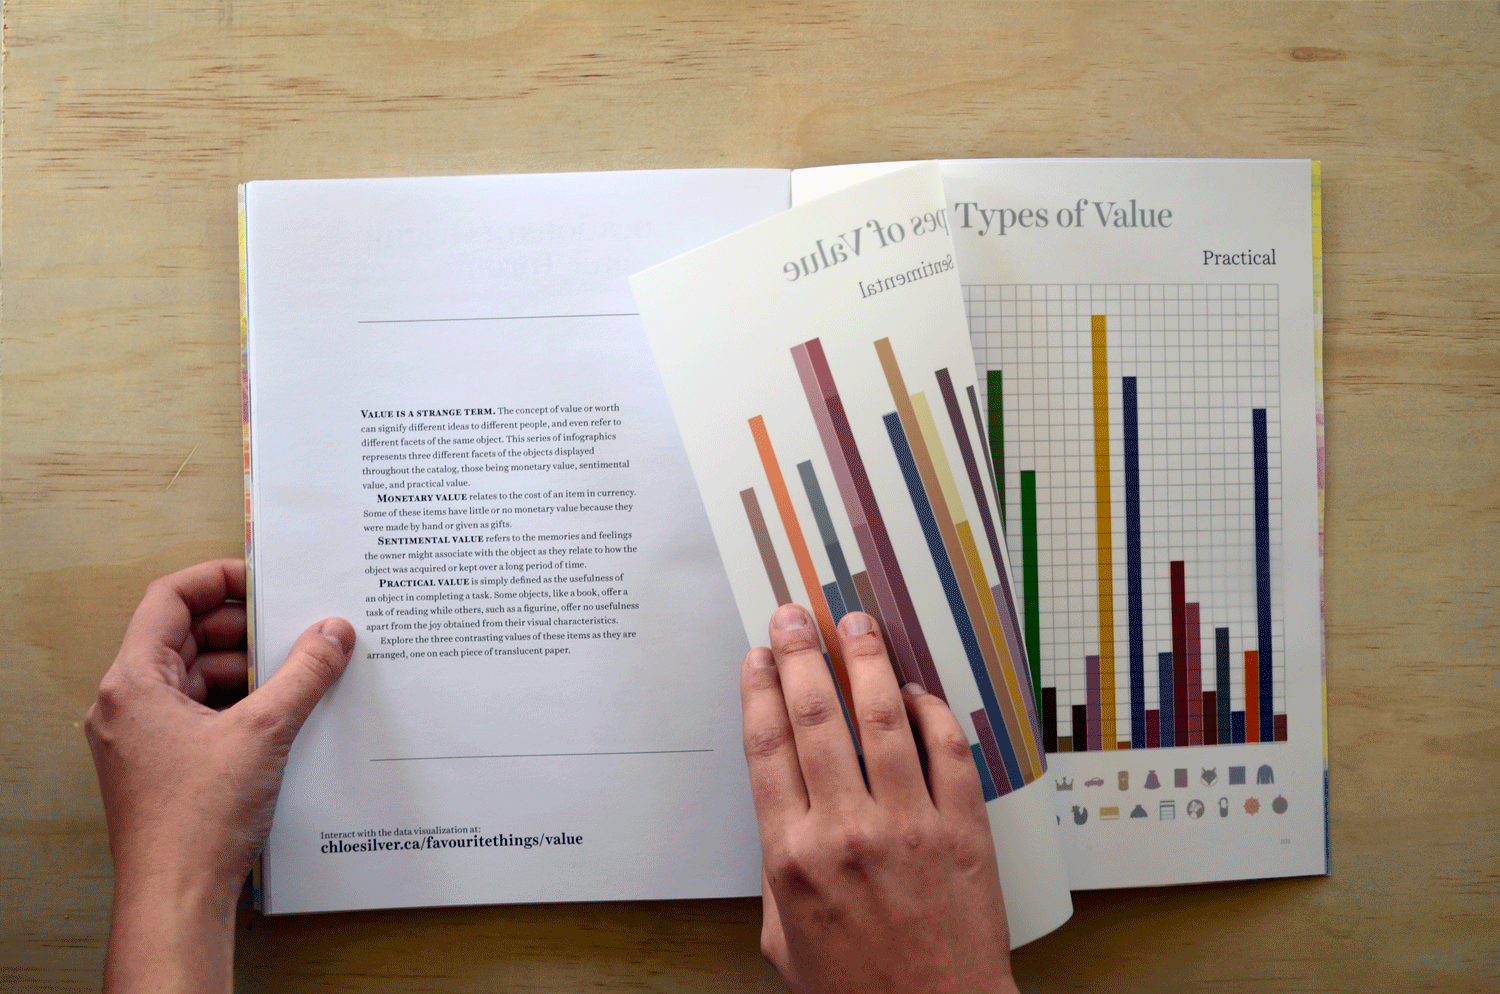 VALUE IS A STRANGE TERM. The concept of value or worth
can signify different ideas to different people, and even refer to
different facets of the same object. This series of infographics
represents three different facets of the objects displayed
throughout the catalog, those being monetary value, sentimental
value, and practical value.
MONETARY VALUE relates to the cost of an item in currency.
Some of these items have little or no monetary value because they
were made by hand or given as gifts.
SENTIMENTAL VALUE refers to the memories and feelings
the owner might associate with the object as they relate to how the
object was acquired or kept over a long period of time.
PRACTICAL VALUE is simply defined as the usefulness of
an object in completing a task. Some objects, like a book, offer a
task of reading while others, such as a figurine, offer no usefulness
apart from the joy obtained from their visual characteristics.
Explore the three contrasting values of these items as they are
arranged, one on each piece of translucent paper.
Interact with the data visualization at:
chloesilver.ca/favouritethings/value
pes of Value
Sentimental
Types of Value
Practical